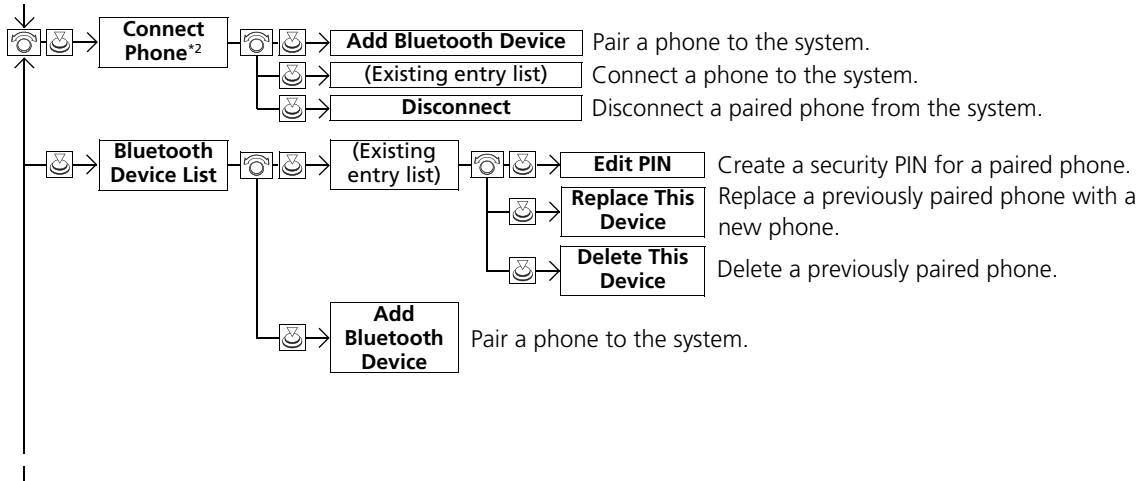 Connect
Phone*2
Add Bluetooth Device Pair a phone to the system.
(Existing entry list) Connect a phone to the system.
Disconnect Disconnect a paired phone from the system.
Bluetooth
Device List
(Existing
entry list)
Edit PIN Create a security PIN for a paired phone.
Replace This
Device
Replace a previously paired phone with a
new phone.
Delete This
Device
Delete a previously paired phone.
Add
Bluetooth
Device
Pair a phone to the system.